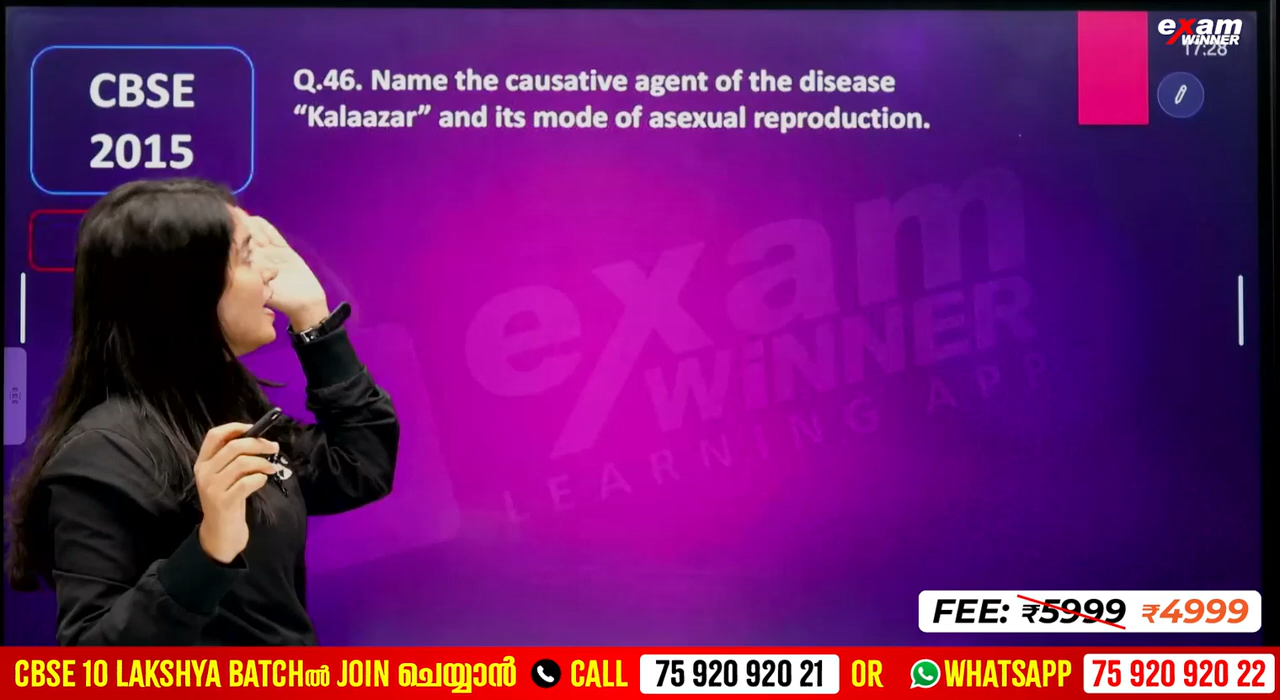 CBSE
2015
Q.46. Name the causative agent of the disease
“Kalaazar” and its mode of asexual reproduction.
exam
WiNNER
17:28
exam
WiNNER
LEARNING APP
FEE: ₹5999 ₹4999
CBSE 10 LAKSHYA BATCHൽ JOIN ചെയ്യാൻ CALL 75 920 920 21 OR WHATSAPP 75 920 920 22